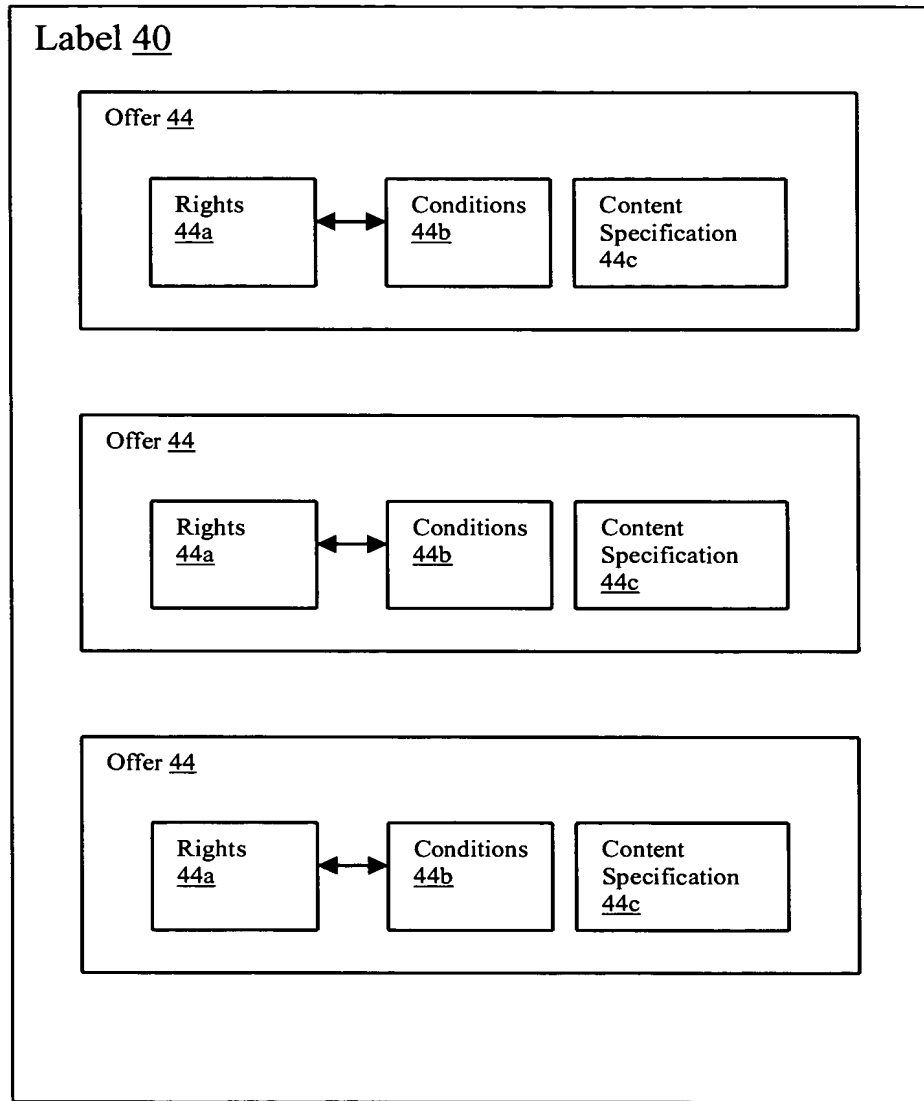 Label 40
Offer 44
Rights
44a
Conditions
44b
Content
Specification
44c
Offer 44
Rights
44a
Conditions
44b
Content
Specification
44c
Offer 44
Rights
44a
Conditions
44b
Content
Specification
44c